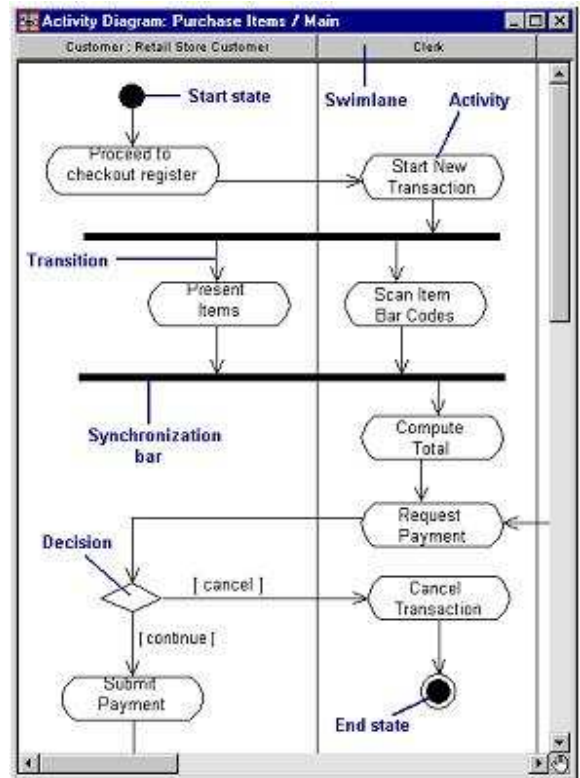 Activity Diagram: Purchase Items / Main
Customer : Retail Store Customer
Clerk
Start state
Swimlane
Activity
Proceed to
checkout register
Start New
Transaction
Transition
Present
Items
Scan Item
Bar Codes
Synchronization
bar
Compute
Total
Request
Payment
Decision
[ cancel ]
Cancel
Transaction
[ continue ]
Submit
Payment
End state